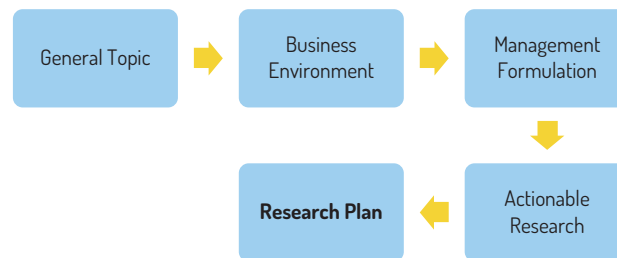 General Topic
Business
Environment
Management
Formulation
Actionable
Research
Research Plan